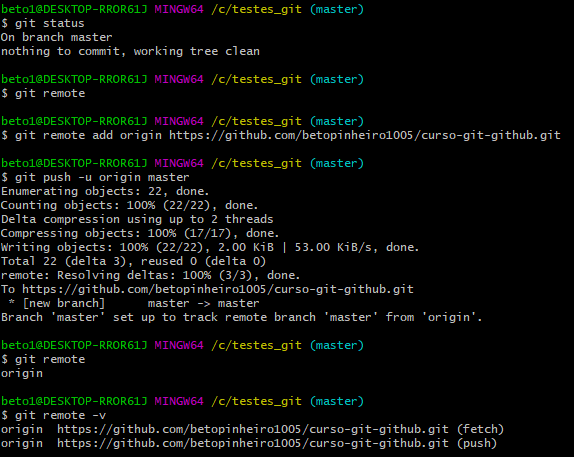 beto1@DESKTOP-RROR61J MINGW64 /c/testes_git (master)
$ git status
On branch master
nothing to commit, working tree clean
beto1@DESKTOP-RROR61J MINGW64 /c/testes_git (master)
$ git remote
beto1@DESKTOP-RROR61J MINGW64 /c/testes_git (master)
$ git remote add origin https://github.com/betopinheiro1005/curso-git-github.git
beto1@DESKTOP-RROR61J MINGW64 /c/testes_git (master)
$ git push -u origin master
Enumerating objects: 22, done.
Counting objects: 100% (22/22), done.
Delta compression using up to 2 threads
Compressing objects: 100% (17/17), done.
Writing objects: 100% (22/22), 2.00 KiB | 53.00 KiB/s, done.
Total 22 (delta 3), reused 0 (delta 0)
remote: Resolving deltas: 100% (3/3), done.
To https://github.com/betopinheiro1005/curso-git-github.git
 * [new branch]      master -> master
Branch 'master' set up to track remote branch 'master' from 'origin'.
beto1@DESKTOP-RROR61J MINGW64 /c/testes_git (master)
$ git remote
origin
beto1@DESKTOP-RROR61J MINGW64 /c/testes_git (master)
$ git remote -v
origin  https://github.com/betopinheiro1005/curso-git-github.git (fetch)
origin  https://github.com/betopinheiro1005/curso-git-github.git (push)